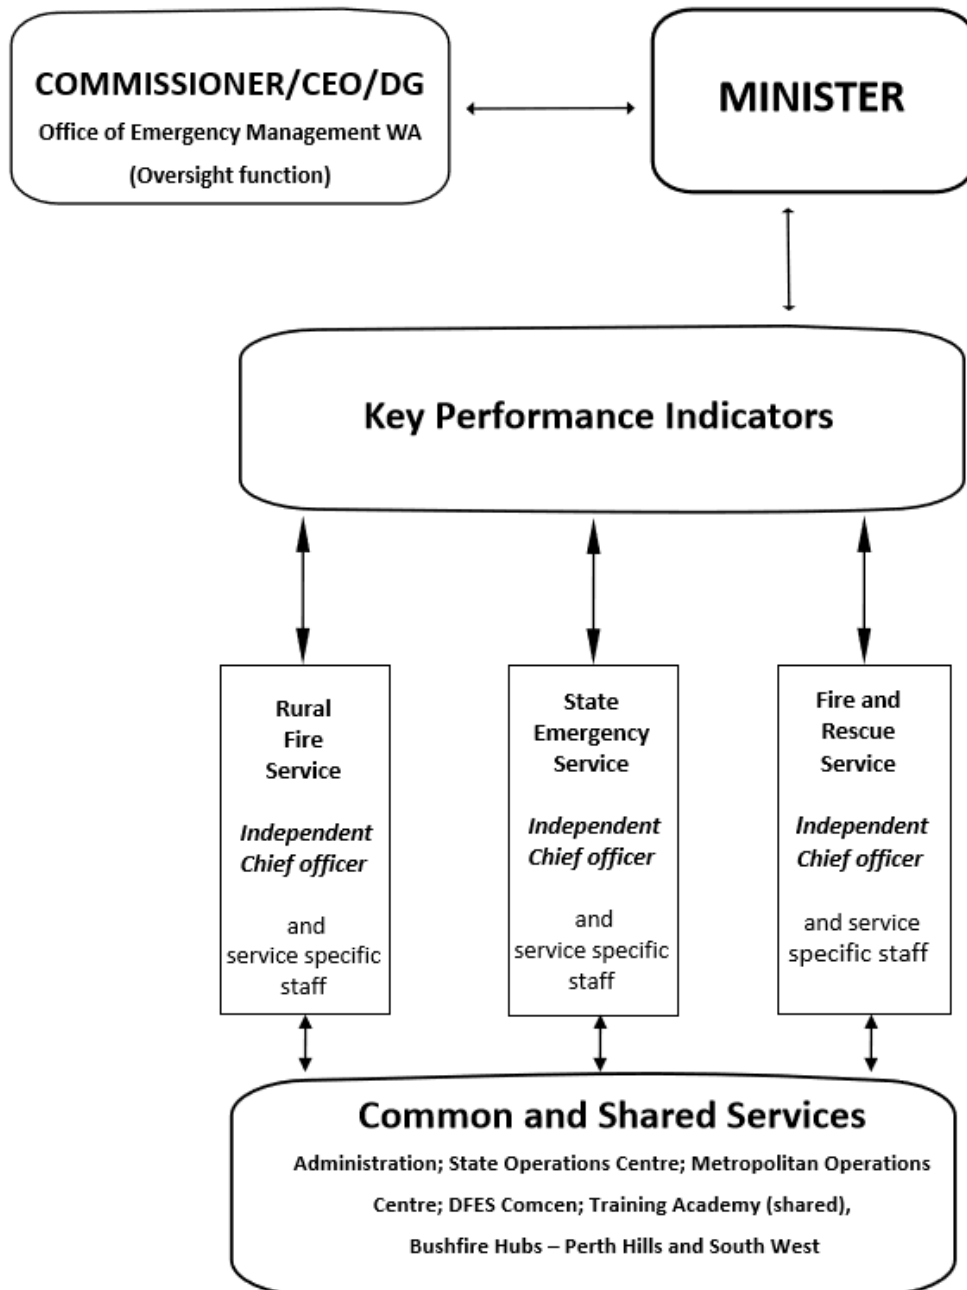 COMMISSIONER/CEO/DG
Office of Emergency Management WA
(Oversight function)
MINISTER
Key Performance Indicators
Rural
Fire
Service
Independent
Chief officer
and
service specific
staff
State
Emergency
Service
Independent
Chief officer
and
service specific
staff
Fire and
Rescue
Service
Independent
Chief officer
and service
specific staff
Common and Shared Services
Administration; State Operations Centre; Metropolitan Operations
Centre; DFES Comcen; Training Academy (shared),
Bushfire Hubs – Perth Hills and South West